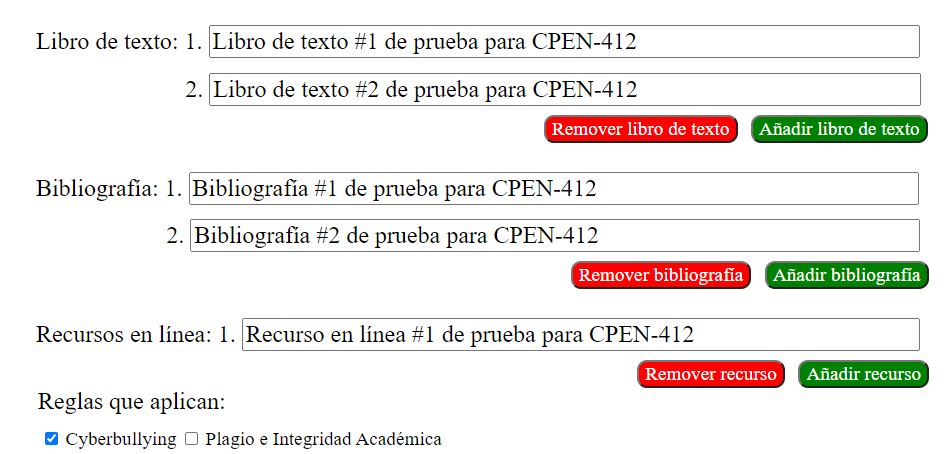 Libro de texto: 1. Libro de texto #1 de prueba para CPEN-412
2. Libro de texto #2 de prueba para CPEN-412
Remover libro de texto Añadir libro de texto
Bibliografía: 1. Bibliografía #1 de prueba para CPEN-412
2. Bibliografía #2 de prueba para CPEN-412
Remover bibliografía Añadir bibliografía
Recursos en línea: 1. Recurso en línea #1 de prueba para CPEN-412
Remover recurso Añadir recurso
Reglas que aplican:
Cyberbullying Plagio e Integridad Académica